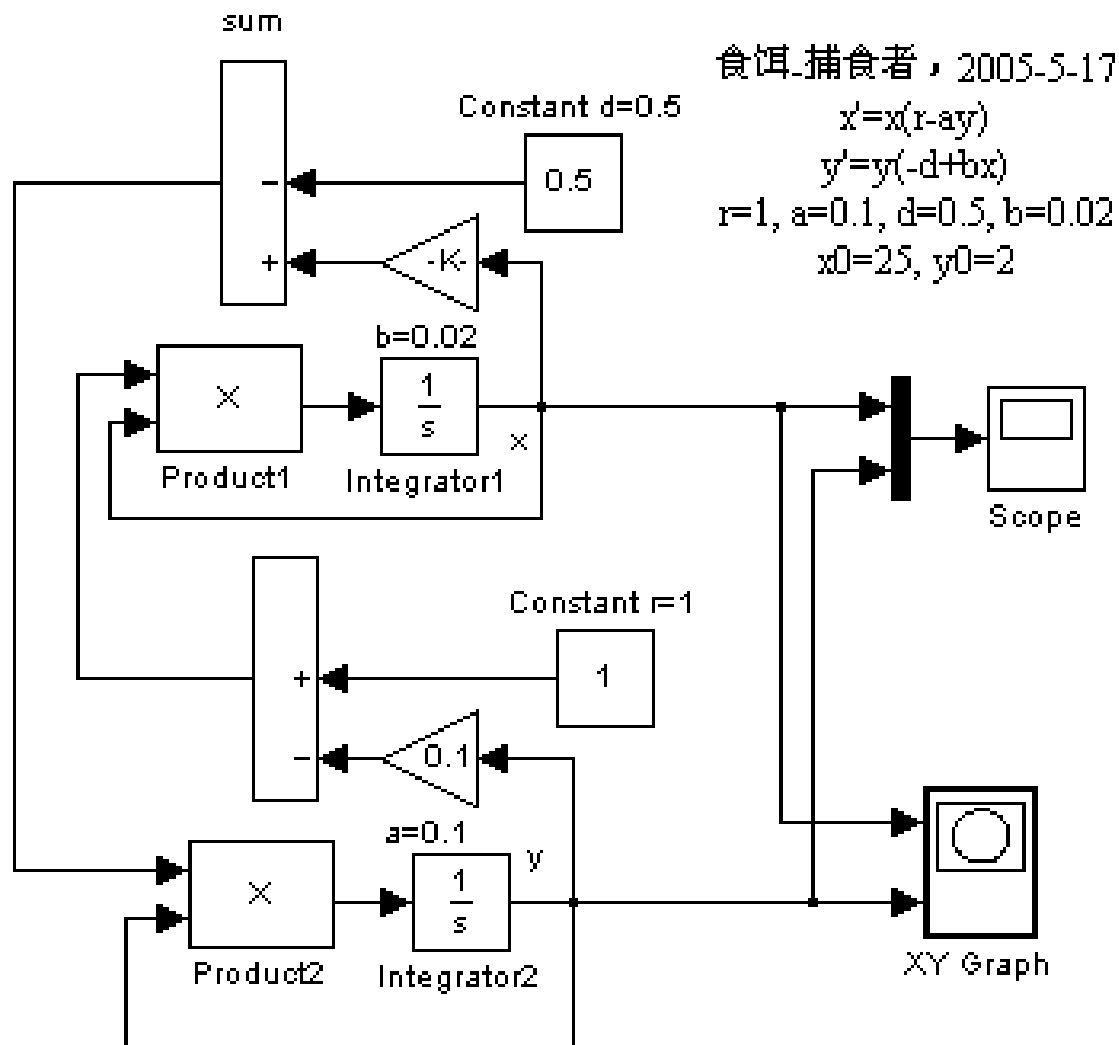 sum
食饵-捕食者，2005-5-17
x'=x(r-ay)
y'=y(-d+bx)
r=1, a=0.1, d=0.5, b=0.02
x0=25, y0=2
Constant d=0.5
-
0.5
+
-K-
b=0.02
×
1
s
x
Product1
Integrator1
Scope
Constant r=1
+
1
-
0.1
a=0.1
y
×
1
s
Product2
Integrator2
XY Graph